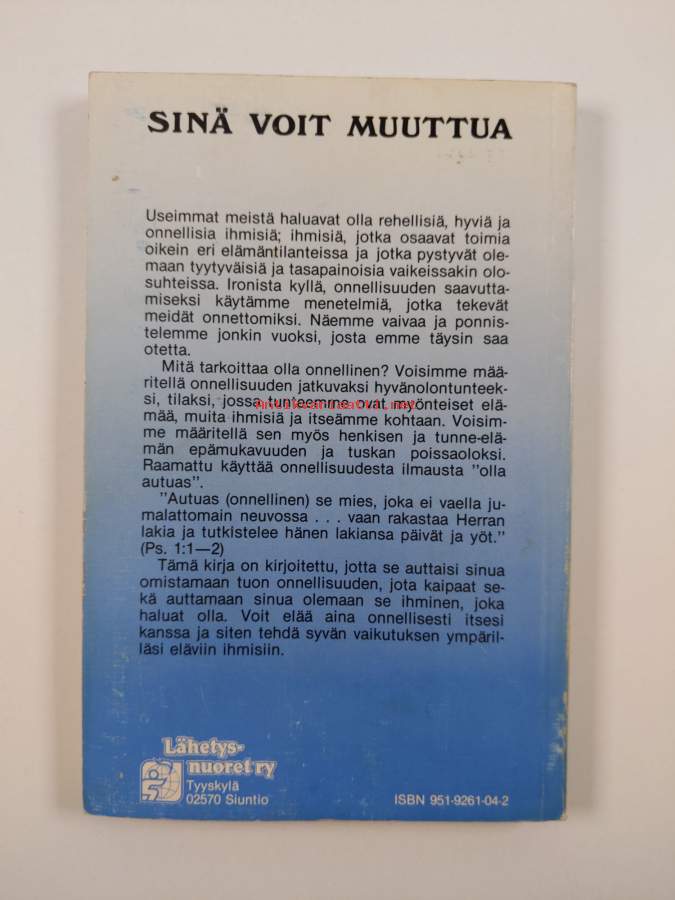 SINÄ VOIT MUUTTUA
Useimmat meistä haluavat olla rehellisiä, hyviä ja
onnellisia ihmisiä; ihmisiä, jotka osaavat toimia
oikein eri elämäntilanteissa ja jotka pystyvät ole-
maan tyytyväisiä ja tasapainoisia vaikeissakin olo-
suhteissa. Ironista kyllä, onnellisuuden saavutta-
miseksi käytämme menetelmiä, jotka tekevät
meidät onnettomiksi. Näemme vaivaa ja ponnis-
telemme jonkin vuoksi, josta emme täysin saa
otetta.
Mitä tarkoittaa olla onnellinen? Voisimme mää-
ritellä onnellisuuden jatkuvaksi hyvänolontunteek-
si, tilaksi, jossa tunteemme ovat myönteiset elä-
Antikvariaatti.net
mää, muita ihmisiä ja itseämme kohtaan. Voisim-
me määritellä sen myös henkisen ja tunne-elä-
män epämukavuuden ja tuskan poissaoloksi.
Raamattu käyttää onnellisuudesta ilmausta "olla
autuas".
"Autuas (onnellinen) se mies, joka ei vaella ju-
malattomain neuvossa . . . vaan rakastaa Herran
lakia ja tutkistelee hänen lakiansa päivät ja yöt."
(Ps. 1:1—2)
Tämä kirja on kirjoitettu, jotta se auttaisi sinua
omistamaan tuon onnellisuuden, jota kaipaat se-
kä auttamaan sinua olemaan se ihminen, joka
haluat olla. Voit elää aina onnellisesti itsesi
kanssa ja siten tehdä syvän vaikutuksen ympäril-
läsi eläviin ihmisiin.
Lähetys-
nuoret ry
Tyyskylä
02570 Siuntio
ISBN 951-9261-04-2